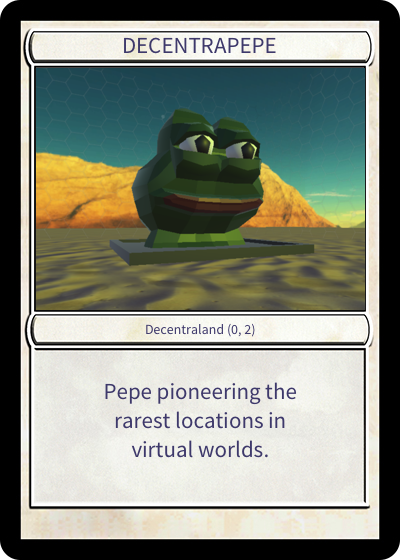 DECENTRAPEPE
Decentraland (0, 2)
Pepe pioneering the
rarest locations in
virtual worlds.